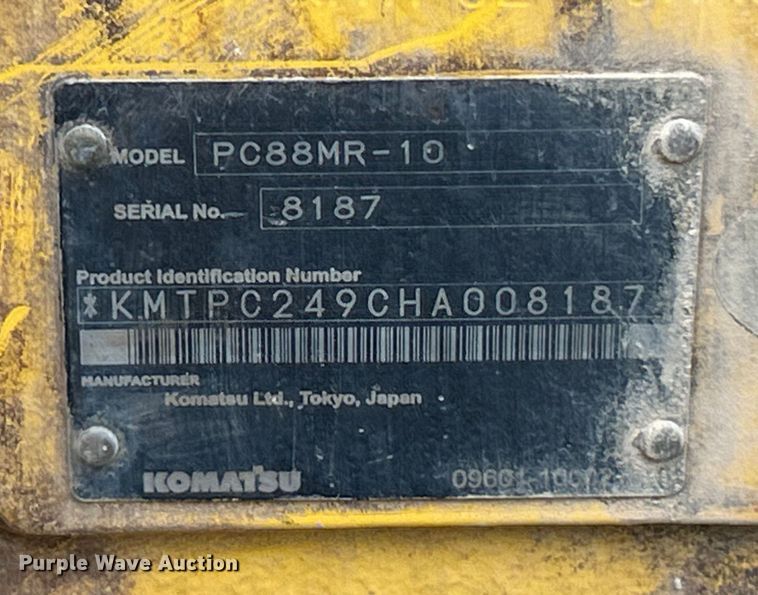 MODEL PC88MR-10
SERIAL No. 8187
Product Identification Number
*KMTPC249CHA008187
MANUFACTURER
Komatsu Ltd., Tokyo, Japan
KOMATSU
Purple Wave Auction